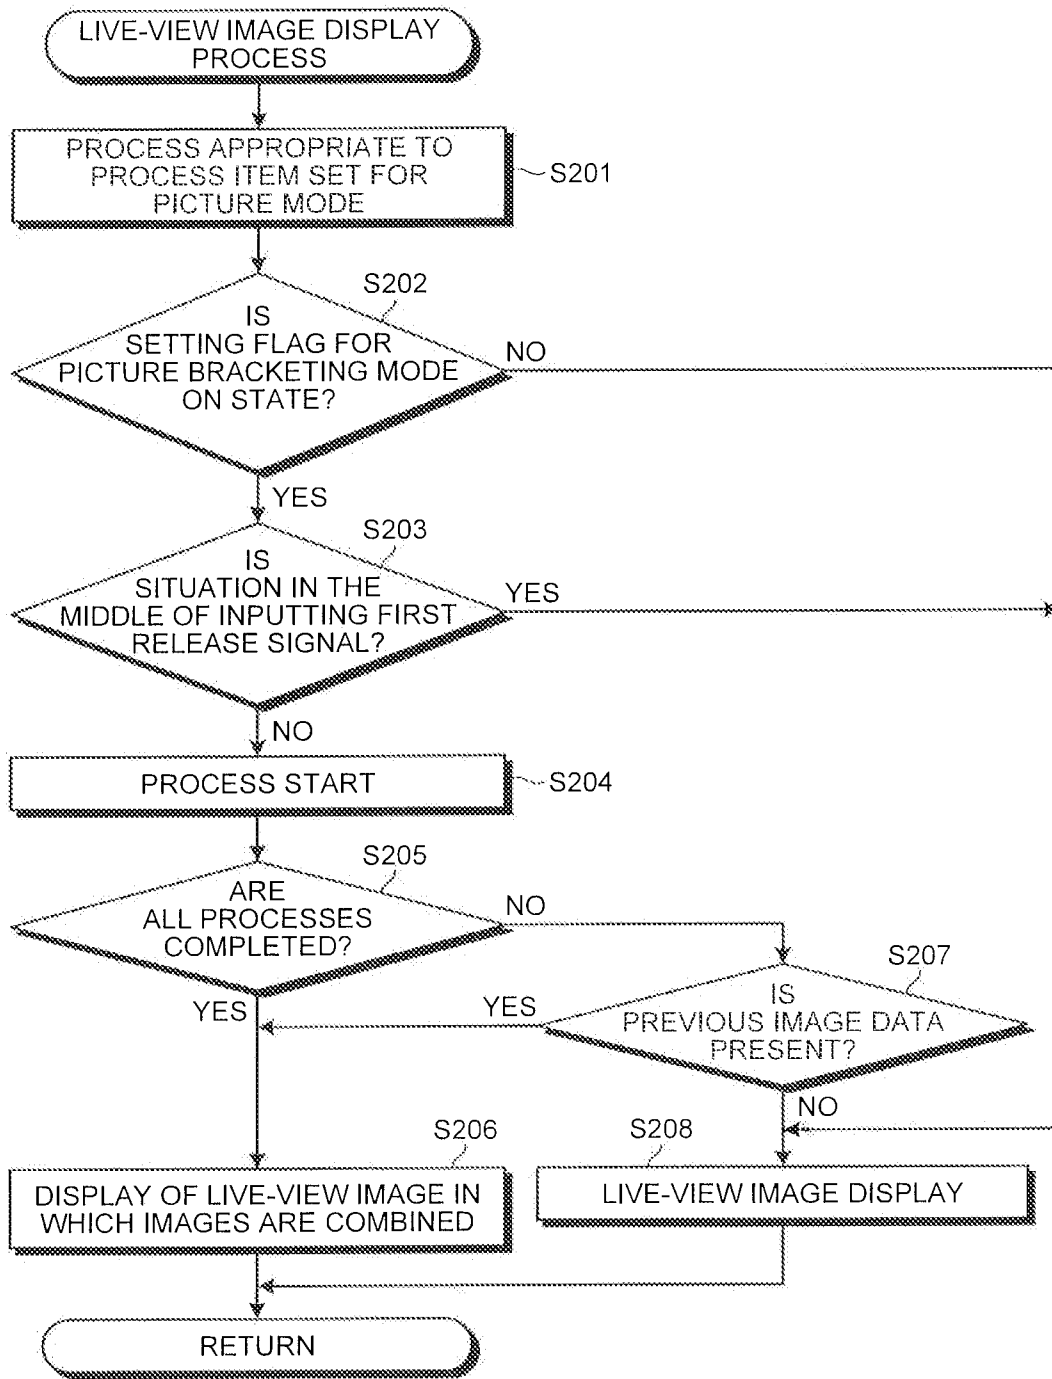 LIVE-VIEW IMAGE DISPLAY
PROCESS
PROCESS APPROPRIATE TO
PROCESS ITEM SET FOR
PICTURE MODE
S201
S202
IS
SETTING FLAG FOR
PICTURE BRACKETING MODE
ON STATE?
NO
YES
S203
IS
SITUATION IN THE
MIDDLE OF INPUTTING FIRST
RELEASE SIGNAL?
YES
NO
PROCESS START
S204
S205
ARE
ALL PROCESSES
COMPLETED?
NO
YES
S207
IS
PREVIOUS IMAGE DATA
PRESENT?
YES
NO
S206
DISPLAY OF LIVE-VIEW IMAGE IN
WHICH IMAGES ARE COMBINED
S208
LIVE-VIEW IMAGE DISPLAY
RETURN